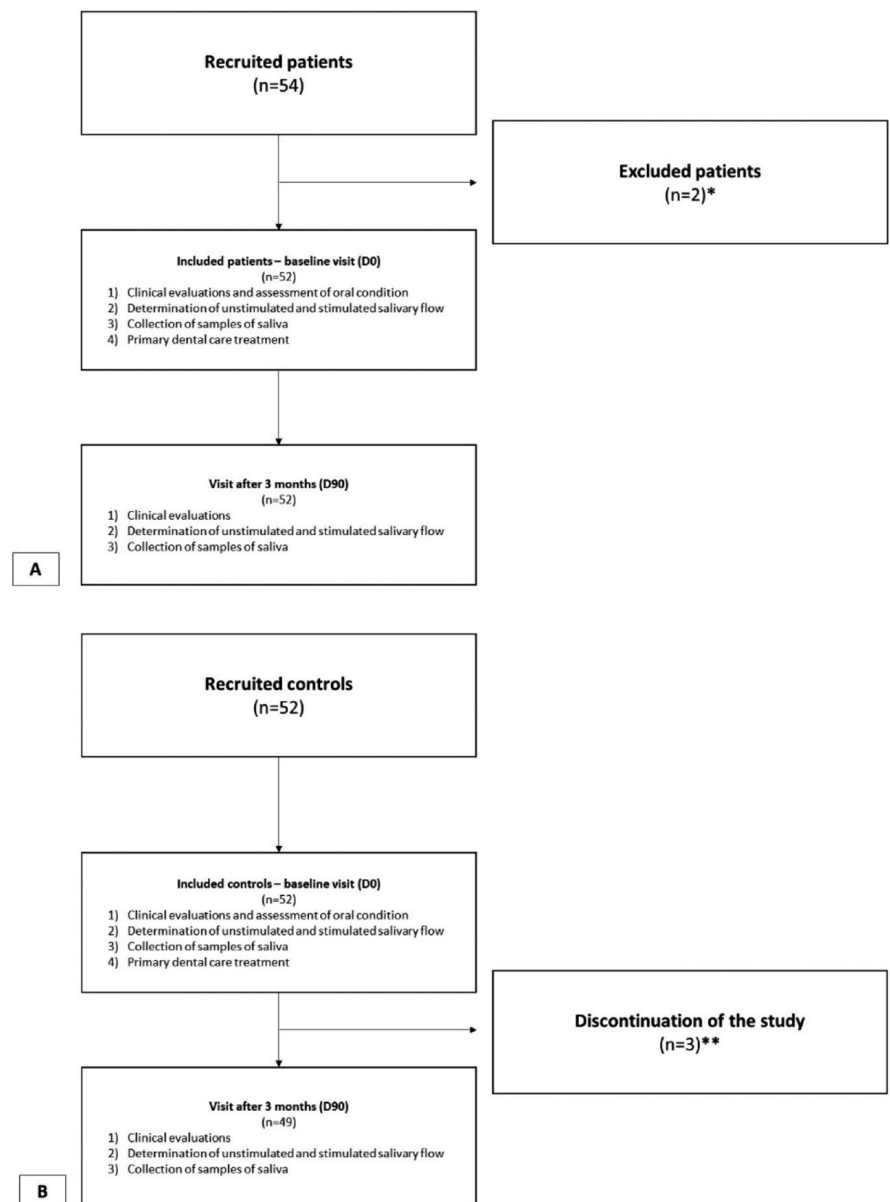 Recruited patients
(n=54)
Excluded patients
(n=2)*
Included patients – baseline visit (D0)
(n=52)
1) Clinical evaluations and assessment of oral condition
2) Determination of unstimulated and stimulated salivary flow
3) Collection of samples of saliva
4) Primary dental care treatment
Visit after 3 months (D90)
(n=52)
1) Clinical evaluations
2) Determination of unstimulated and stimulated salivary flow
3) Collection of samples of saliva
A
Recruited controls
(n=52)
Included controls – baseline visit (D0)
(n=52)
1) Clinical evaluations and assessment of oral condition
2) Determination of unstimulated and stimulated salivary flow
3) Collection of samples of saliva
4) Primary dental care treatment
Discontinuation of the study
(n=3)**
Visit after 3 months (D90)
(n=49)
1) Clinical evaluations
2) Determination of unstimulated and stimulated salivary flow
3) Collection of samples of saliva
B